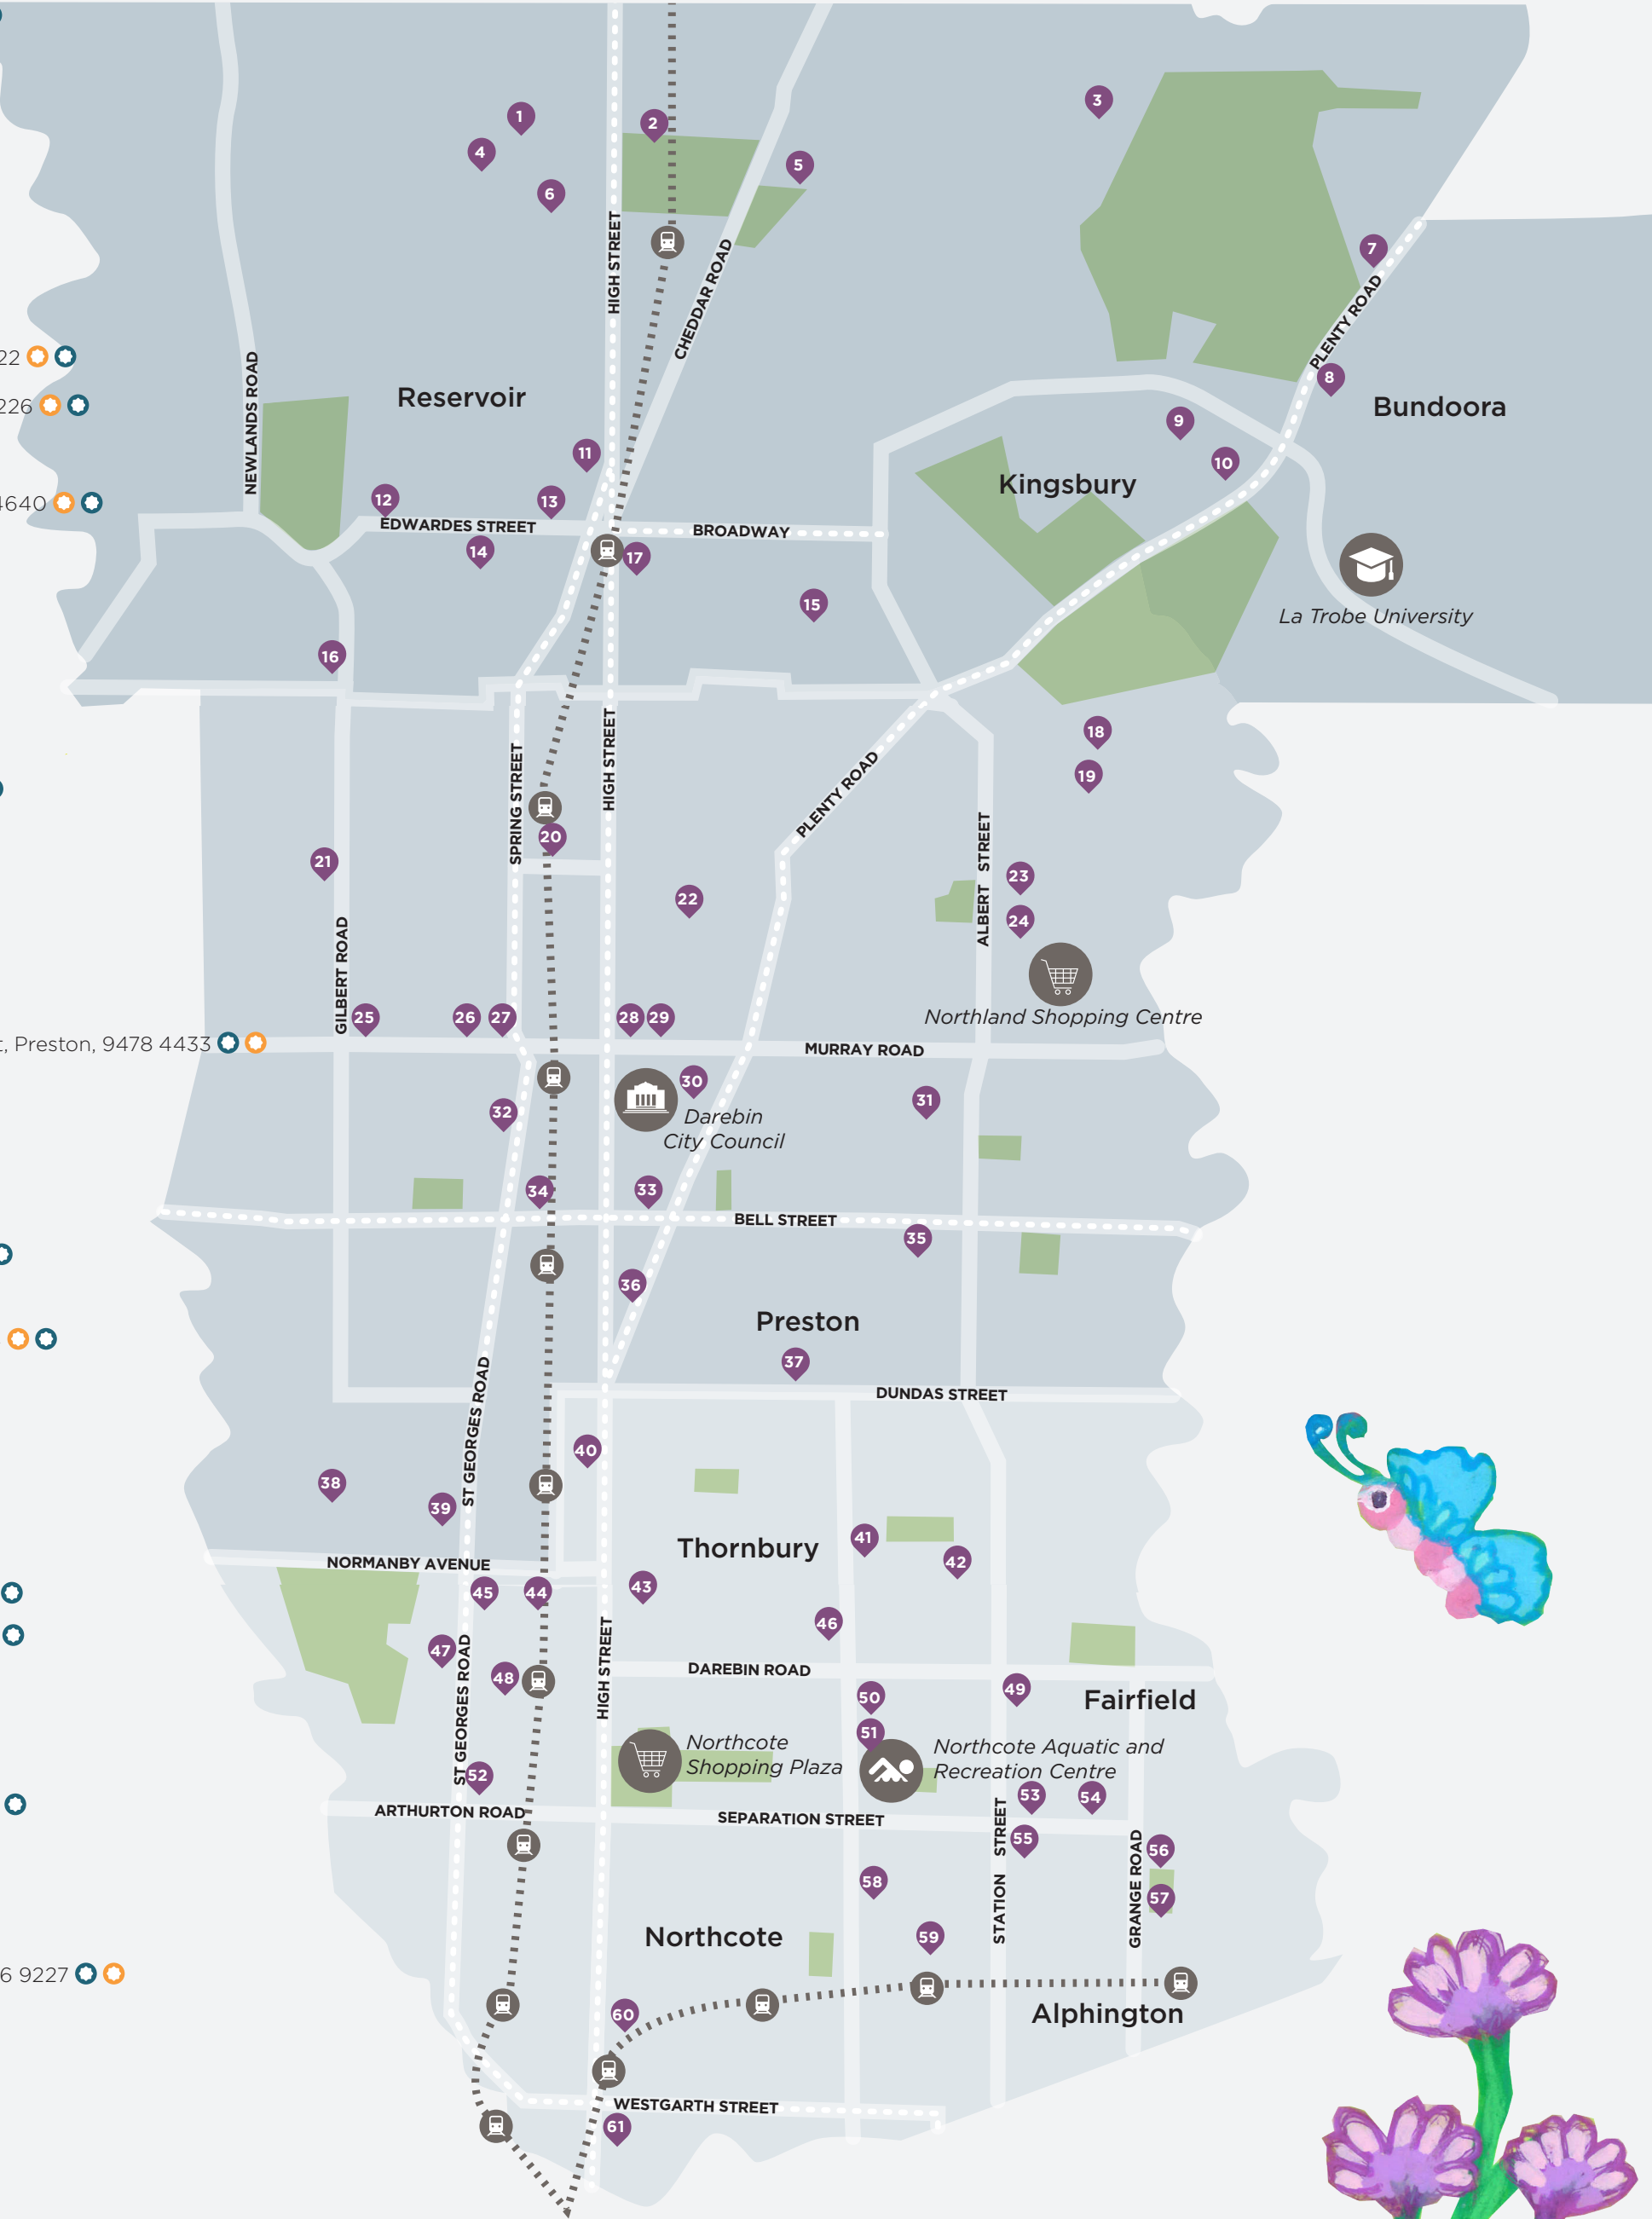 1
2
3
4
5
6
HIGH STREET
CHEDDAR ROAD
7
PLENTY ROAD
22
8
NEWLANDS ROAD
Reservoir
226
Bundoora
9
11
10
Kingsbury
12
13
4640
EDWARDES STREET
BROADWAY
14
17
La Trobe University
15
16
18
HIGH STREET
19
SPRING STREET
PLENTY ROAD
20
21
ALBERT STREET
23
22
24
GILBERT ROAD
25
26
27
28
29
Northland Shopping Centre
t, Preston, 9478 4433
MURRAY ROAD
30
31
32
Darebin
City Council
34
33
BELL STREET
35
36
Preston
37
DUNDAS STREET
ST GEORGES ROAD
40
38
39
41
Thornbury
42
NORMANBY AVENUE
45
44
43
46
47
ST GEORGES ROAD
HIGH STREET
48
DAREBIN ROAD
49
50
Fairfield
51
Northcote
Shopping Plaza
Northcote Aquatic and
Recreation Centre
52
53
54
ARTHURTON ROAD
SEPARATION STREET
55
STATION STREET
GRANGE ROAD
56
58
57
Northcote
59
6 9227
60
Alphington
WESTGARTH STREET
61